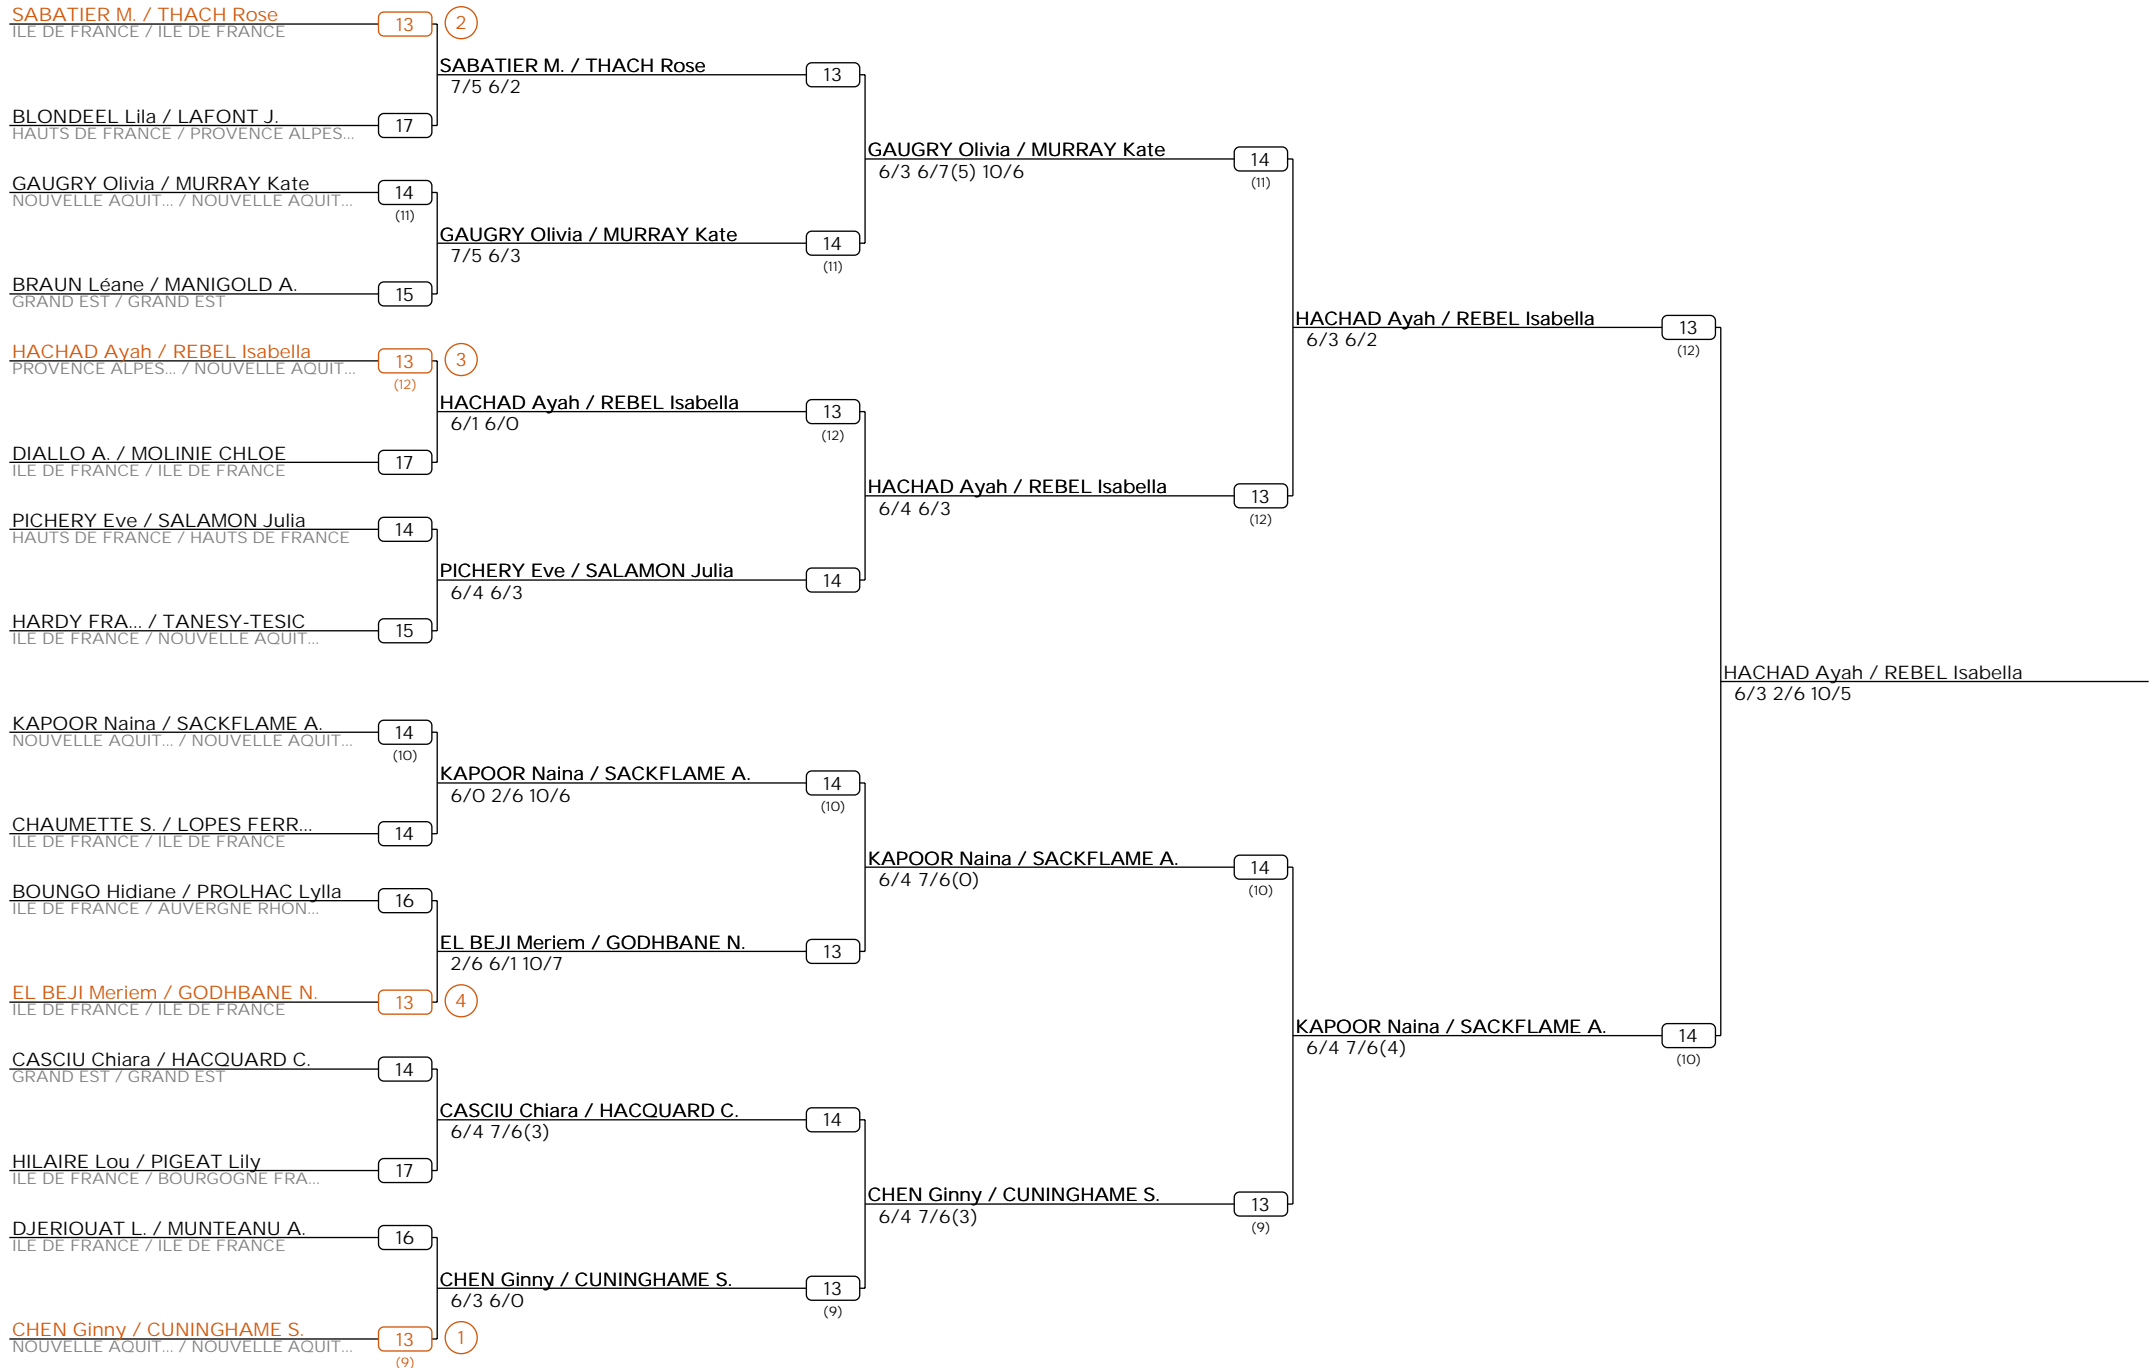 SABATIER M. / THACH Rose
ILE DE FRANCE / ILE DE FRANCE
13
2
SABATIER M. / THACH Rose
7/5 6/2
13
BLONDEEL Lila / LAFONT J.
HAUTS DE FRANCE / PROVENCE ALPES...
17
GAUGRY Olivia / MURRAY Kate
6/3 6/7(5) 10/6
14
(11)
GAUGRY Olivia / MURRAY Kate
NOUVELLE AQUIT... / NOUVELLE AQUIT...
14
(11)
GAUGRY Olivia / MURRAY Kate
7/5 6/3
14
(11)
BRAUN Léane / MANIGOLD A.
GRAND EST / GRAND EST
15
HACHAD Ayah / REBEL Isabella
6/3 6/2
13
(12)
HACHAD Ayah / REBEL Isabella
PROVENCE ALPES... / NOUVELLE AQUIT...
13
(12)
3
HACHAD Ayah / REBEL Isabella
6/1 6/0
13
(12)
DIALLO A. / MOLINIE CHLOE
ILE DE FRANCE / ILE DE FRANCE
17
HACHAD Ayah / REBEL Isabella
6/4 6/3
13
(12)
PICHERY Eve / SALAMON Julia
HAUTS DE FRANCE / HAUTS DE FRANCE
14
PICHERY Eve / SALAMON Julia
6/4 6/3
14
HARDY FRA... / TANESY-TESIC
ILE DE FRANCE / NOUVELLE AQUIT...
15
HACHAD Ayah / REBEL Isabella
6/3 2/6 10/5
KAPOOR Naina / SACKFLAME A.
NOUVELLE AQUIT... / NOUVELLE AQUIT...
14
(10)
KAPOOR Naina / SACKFLAME A.
6/0 2/6 10/6
14
(10)
CHAUMETTE S. / LOPES FERR...
ILE DE FRANCE / ILE DE FRANCE
14
KAPOOR Naina / SACKFLAME A.
6/4 7/6(0)
14
(10)
BOUNGO Hidiane / PROLHAC Lylla
ILE DE FRANCE / AUVERGNE RHON...
16
EL BEJI Meriem / GODHBANE N.
2/6 6/1 10/7
13
EL BEJI Meriem / GODHBANE N.
ILE DE FRANCE / ILE DE FRANCE
13
4
KAPOOR Naina / SACKFLAME A.
6/4 7/6(4)
14
(10)
CASCIU Chiara / HACQUARD C.
GRAND EST / GRAND EST
14
CASCIU Chiara / HACQUARD C.
6/4 7/6(3)
14
HILAIRE Lou / PIGEAT Lily
ILE DE FRANCE / BOURGOGNE FRA...
17
CHEN Ginny / CUNINGHAME S.
6/4 7/6(3)
13
(9)
DJERIOUAT L. / MUNTEANU A.
ILE DE FRANCE / ILE DE FRANCE
16
CHEN Ginny / CUNINGHAME S.
6/3 6/0
13
(9)
CHEN Ginny / CUNINGHAME S.
NOUVELLE AQUIT... / NOUVELLE AQUIT...
13
(9)
1